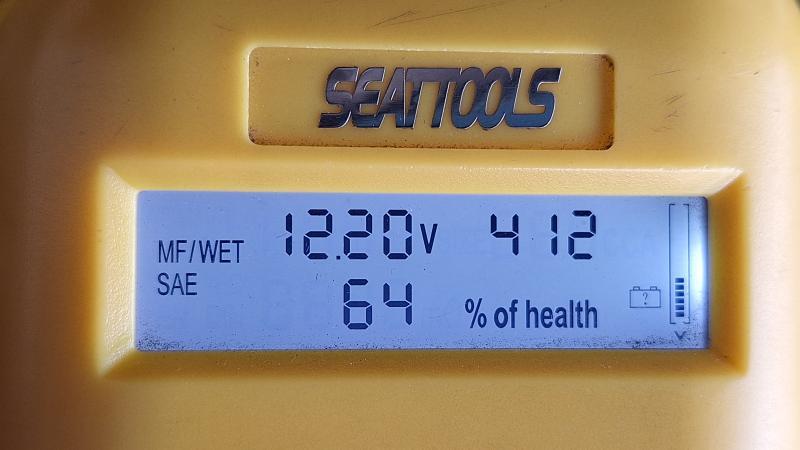 SEATTOOLS
MF/WET 12.20V 412
SAE 64 % of health
?